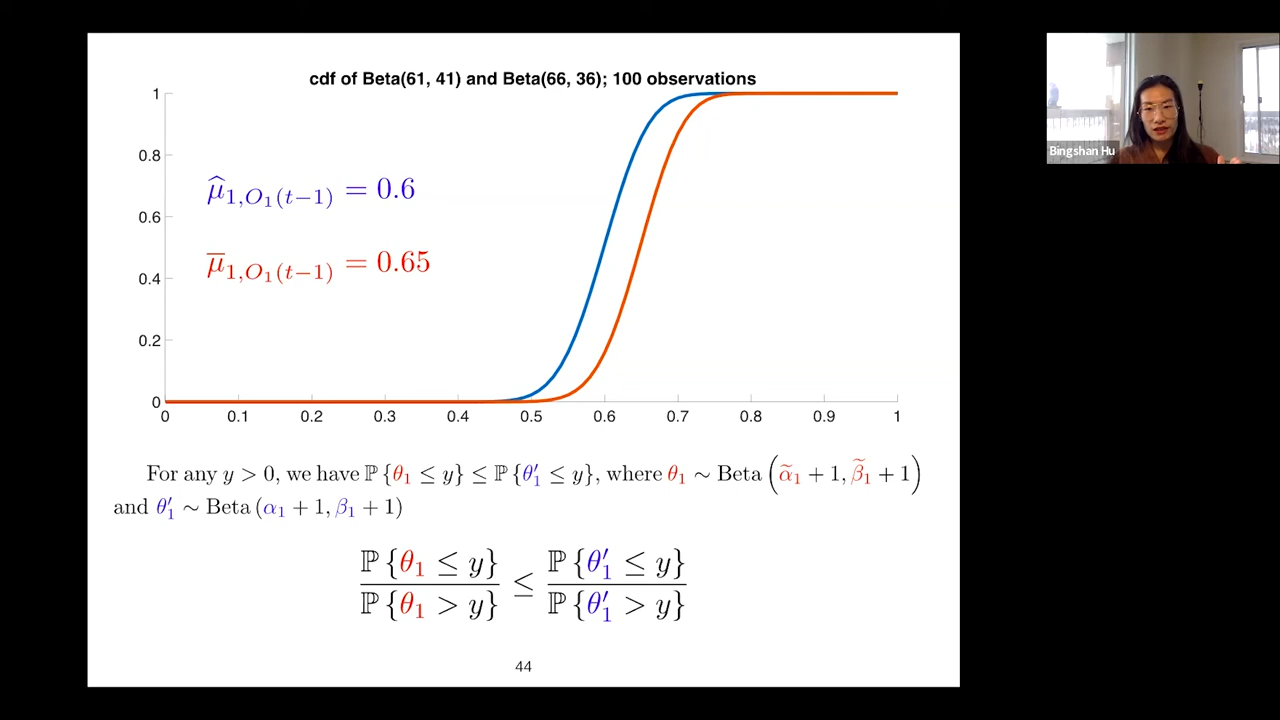 cdf of Beta(61, 41) and Beta(66, 36); 100 observations
1
0.8
0.6
0.4
0.2
0
0 0.1 0.2 0.3 0.4 0.5 0.6 0.7 0.8 0.9 1
μ̂₁,O₁(t−1) = 0.6
μ̄₁,O₁(t−1) = 0.65
For any y > 0, we have ℙ {θ₁ ≤ y} ≤ ℙ {θ′₁ ≤ y}, where θ₁ ∼ Beta (α̃₁ + 1, β̃₁ + 1)
and θ′₁ ∼ Beta (α₁ + 1, β₁ + 1)
ℙ {θ₁ ≤ y} / ℙ {θ₁ > y} ≤ ℙ {θ′₁ ≤ y} / ℙ {θ′₁ > y}
44
Bingshan Hu